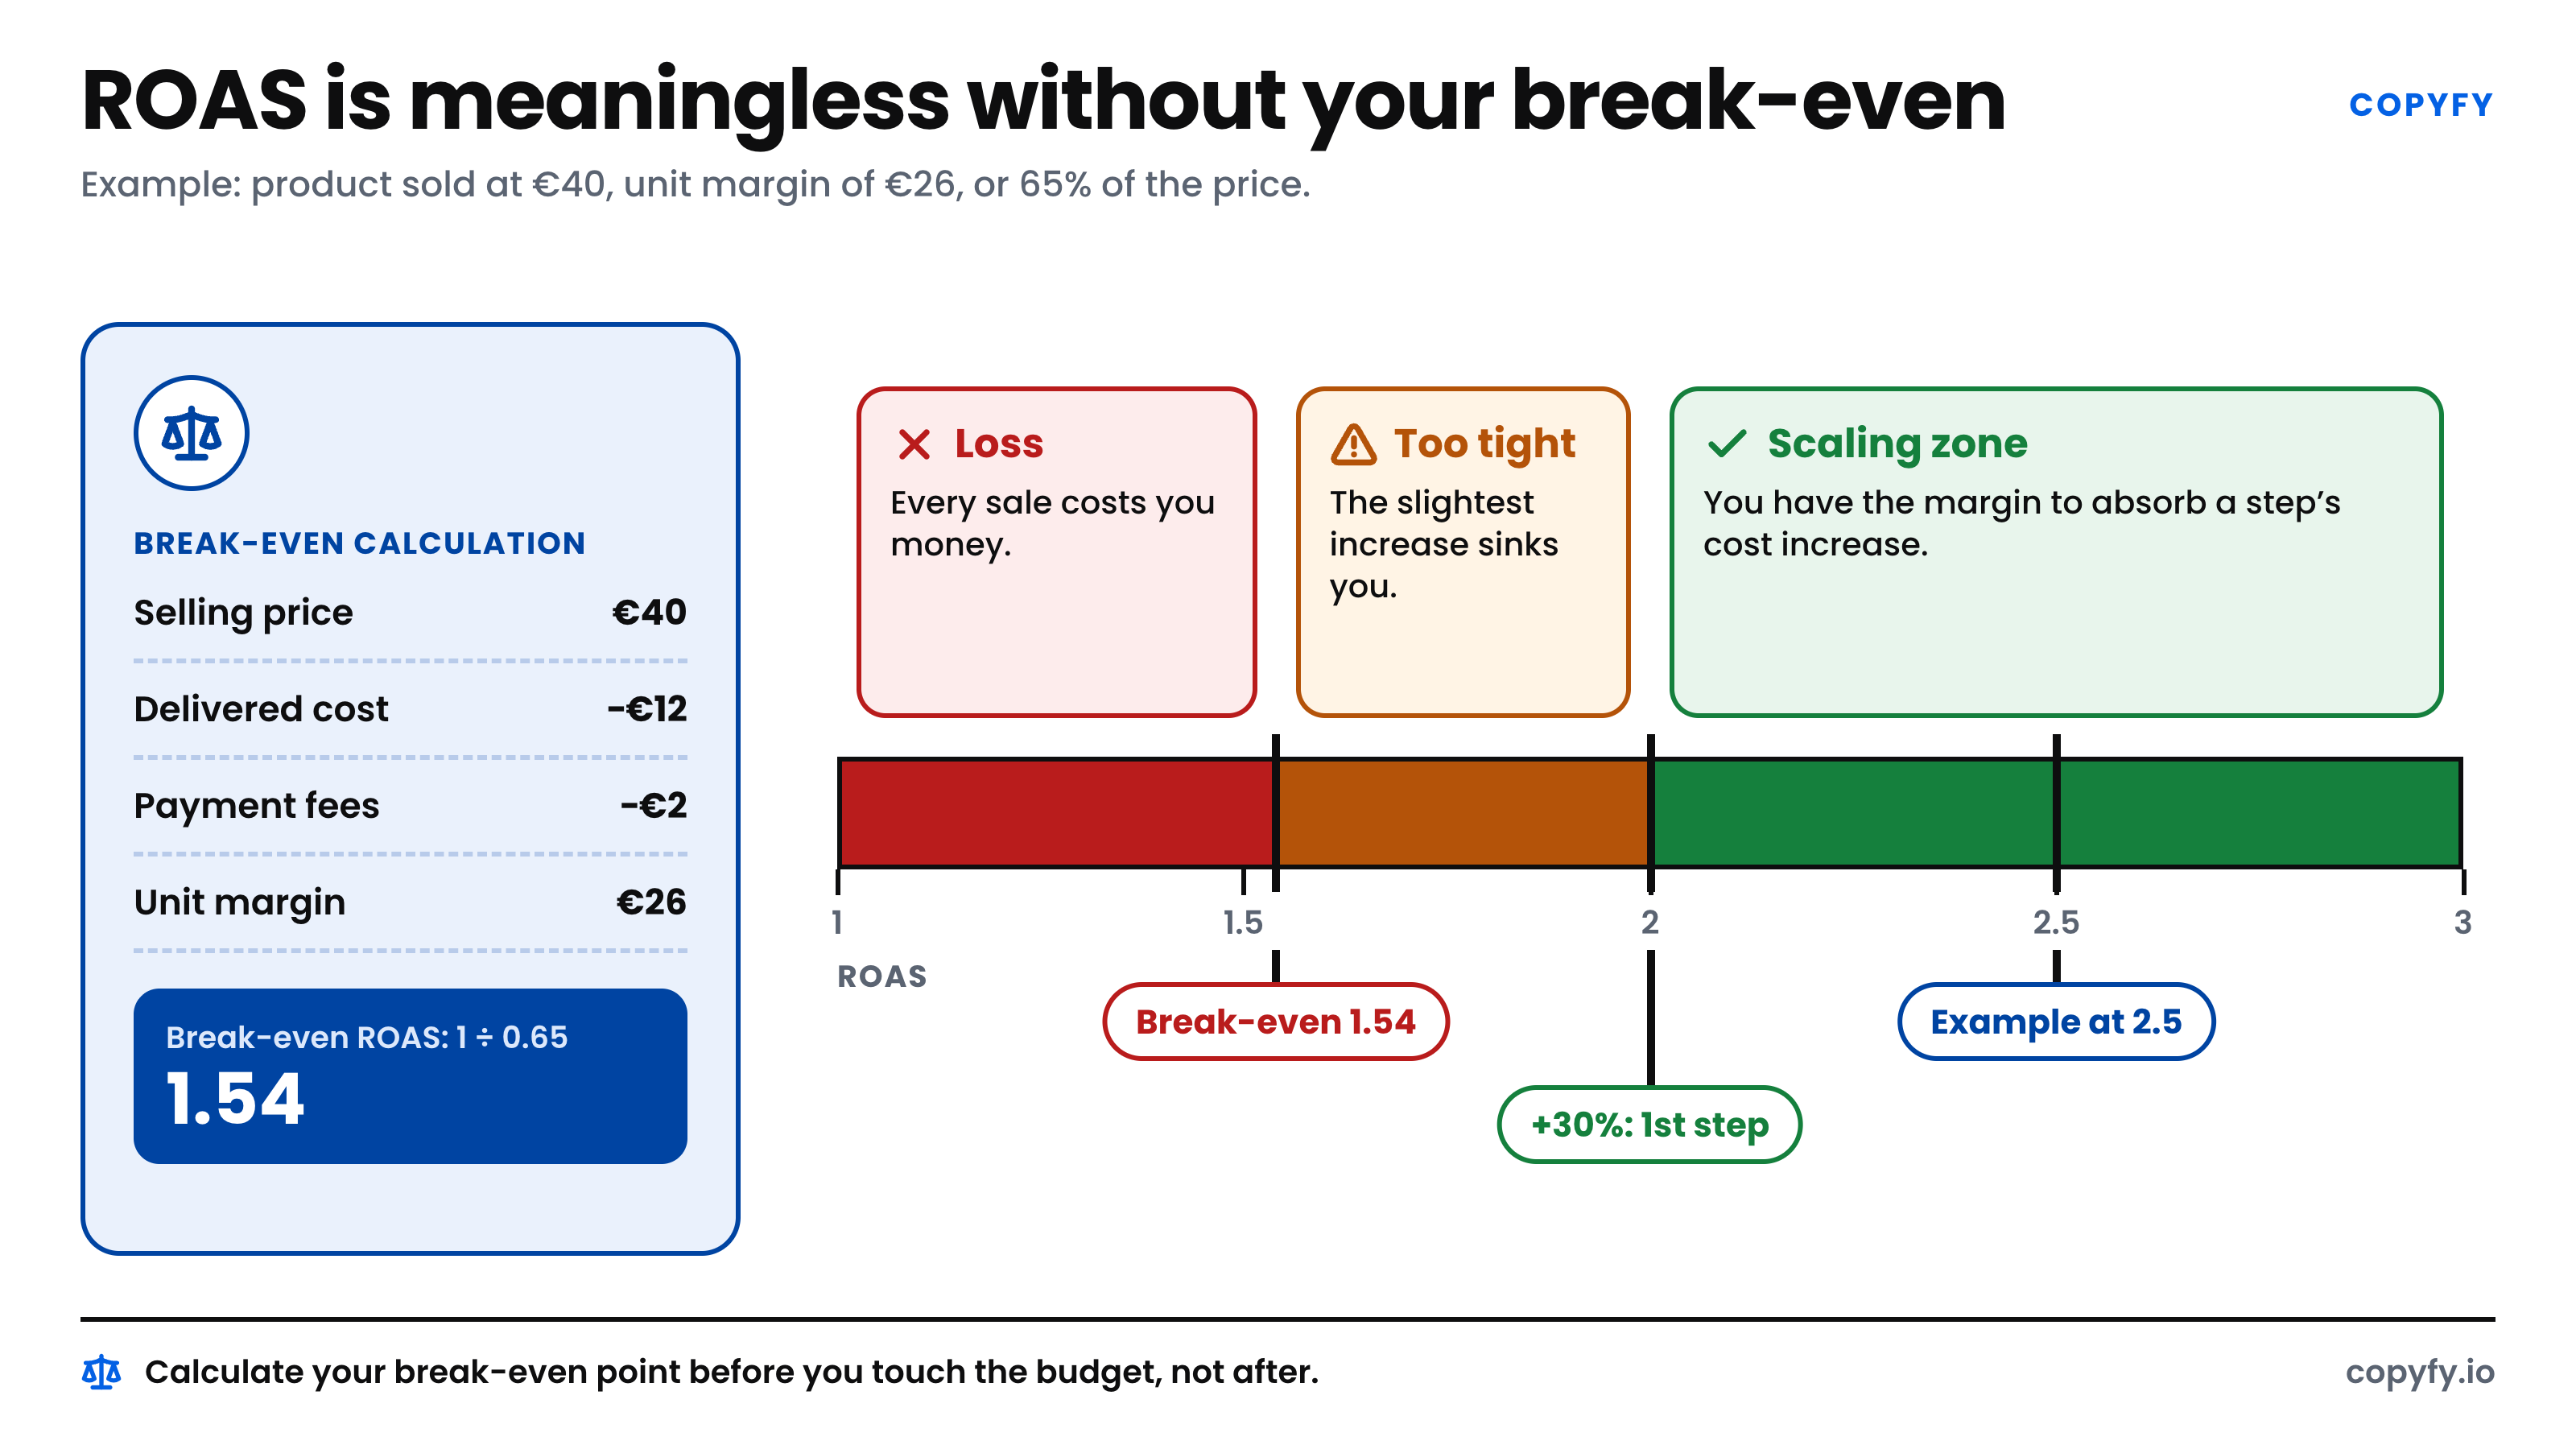 ROAS is meaningless without your break-even
COPYFY
Example: product sold at €40, unit margin of €26, or 65% of the price.
BREAK-EVEN CALCULATION
Selling price €40
Delivered cost -€12
Payment fees -€2
Unit margin €26
Break-even ROAS: 1 ÷ 0.65
1.54
Loss
Every sale costs you
money.
Too tight
The slightest
increase sinks
you.
Scaling zone
You have the margin to absorb a step’s
cost increase.
1 1.5 2 2.5 3
ROAS
Break-even 1.54
Example at 2.5
+30%: 1st step
Calculate your break-even point before you touch the budget, not after.
copyfy.io